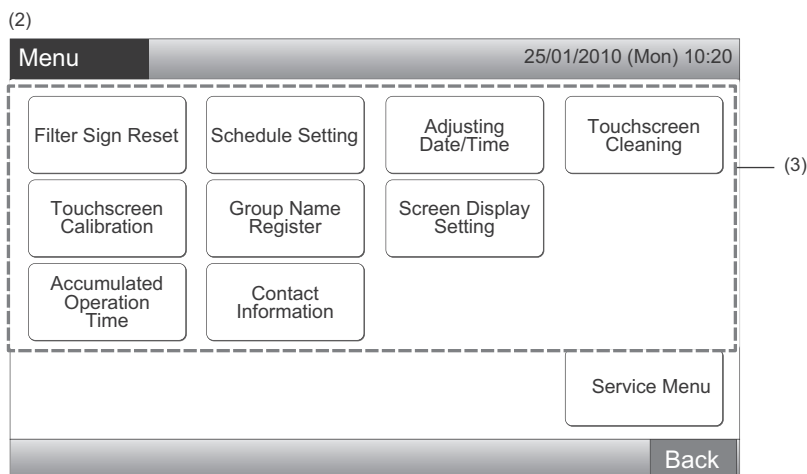 (2)
Menu 25/01/2010 (Mon) 10:20
Filter Sign Reset
Schedule Setting
Adjusting
Date/Time
Touchscreen
Cleaning
(3)
Touchscreen
Calibration
Group Name
Register
Screen Display
Setting
Accumulated
Operation
Time
Contact
Information
Service Menu
Back